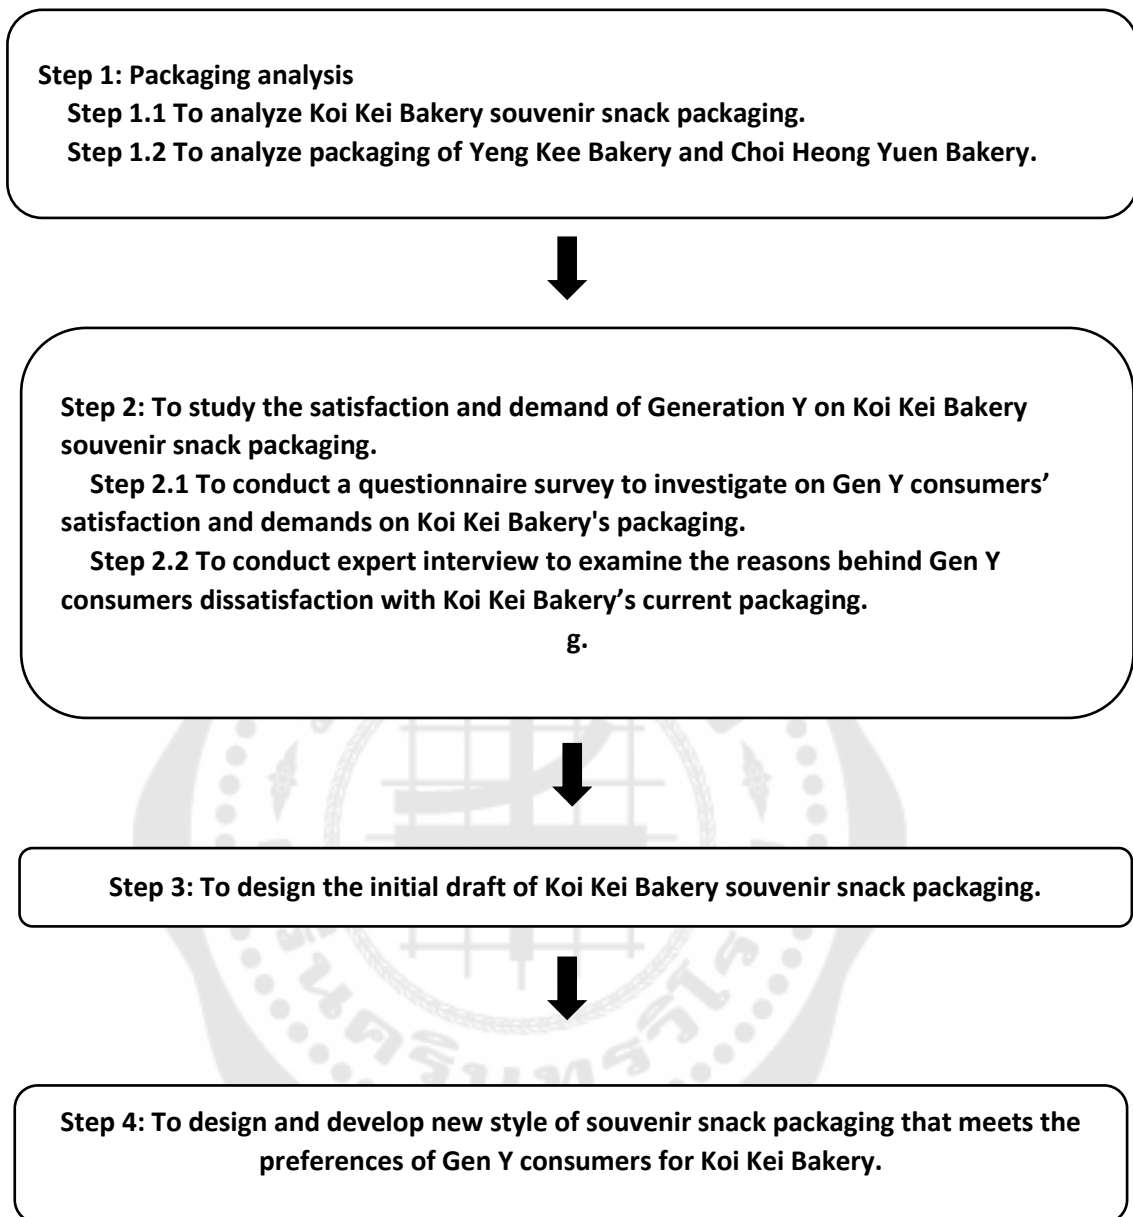 Step 1: Packaging analysis
Step 1.1 To analyze Koi Kei Bakery souvenir snack packaging.
Step 1.2 To analyze packaging of Yeng Kee Bakery and Choi Heong Yuen Bakery.
Step 2: To study the satisfaction and demand of Generation Y on Koi Kei Bakery
souvenir snack packaging.
Step 2.1 To conduct a questionnaire survey to investigate on Gen Y consumers’
satisfaction and demands on Koi Kei Bakery's packaging.
Step 2.2 To conduct expert interview to examine the reasons behind Gen Y
consumers dissatisfaction with Koi Kei Bakery’s current packaging.
g.
Step 3: To design the initial draft of Koi Kei Bakery souvenir snack packaging.
Step 4: To design and develop new style of souvenir snack packaging that meets the
preferences of Gen Y consumers for Koi Kei Bakery.